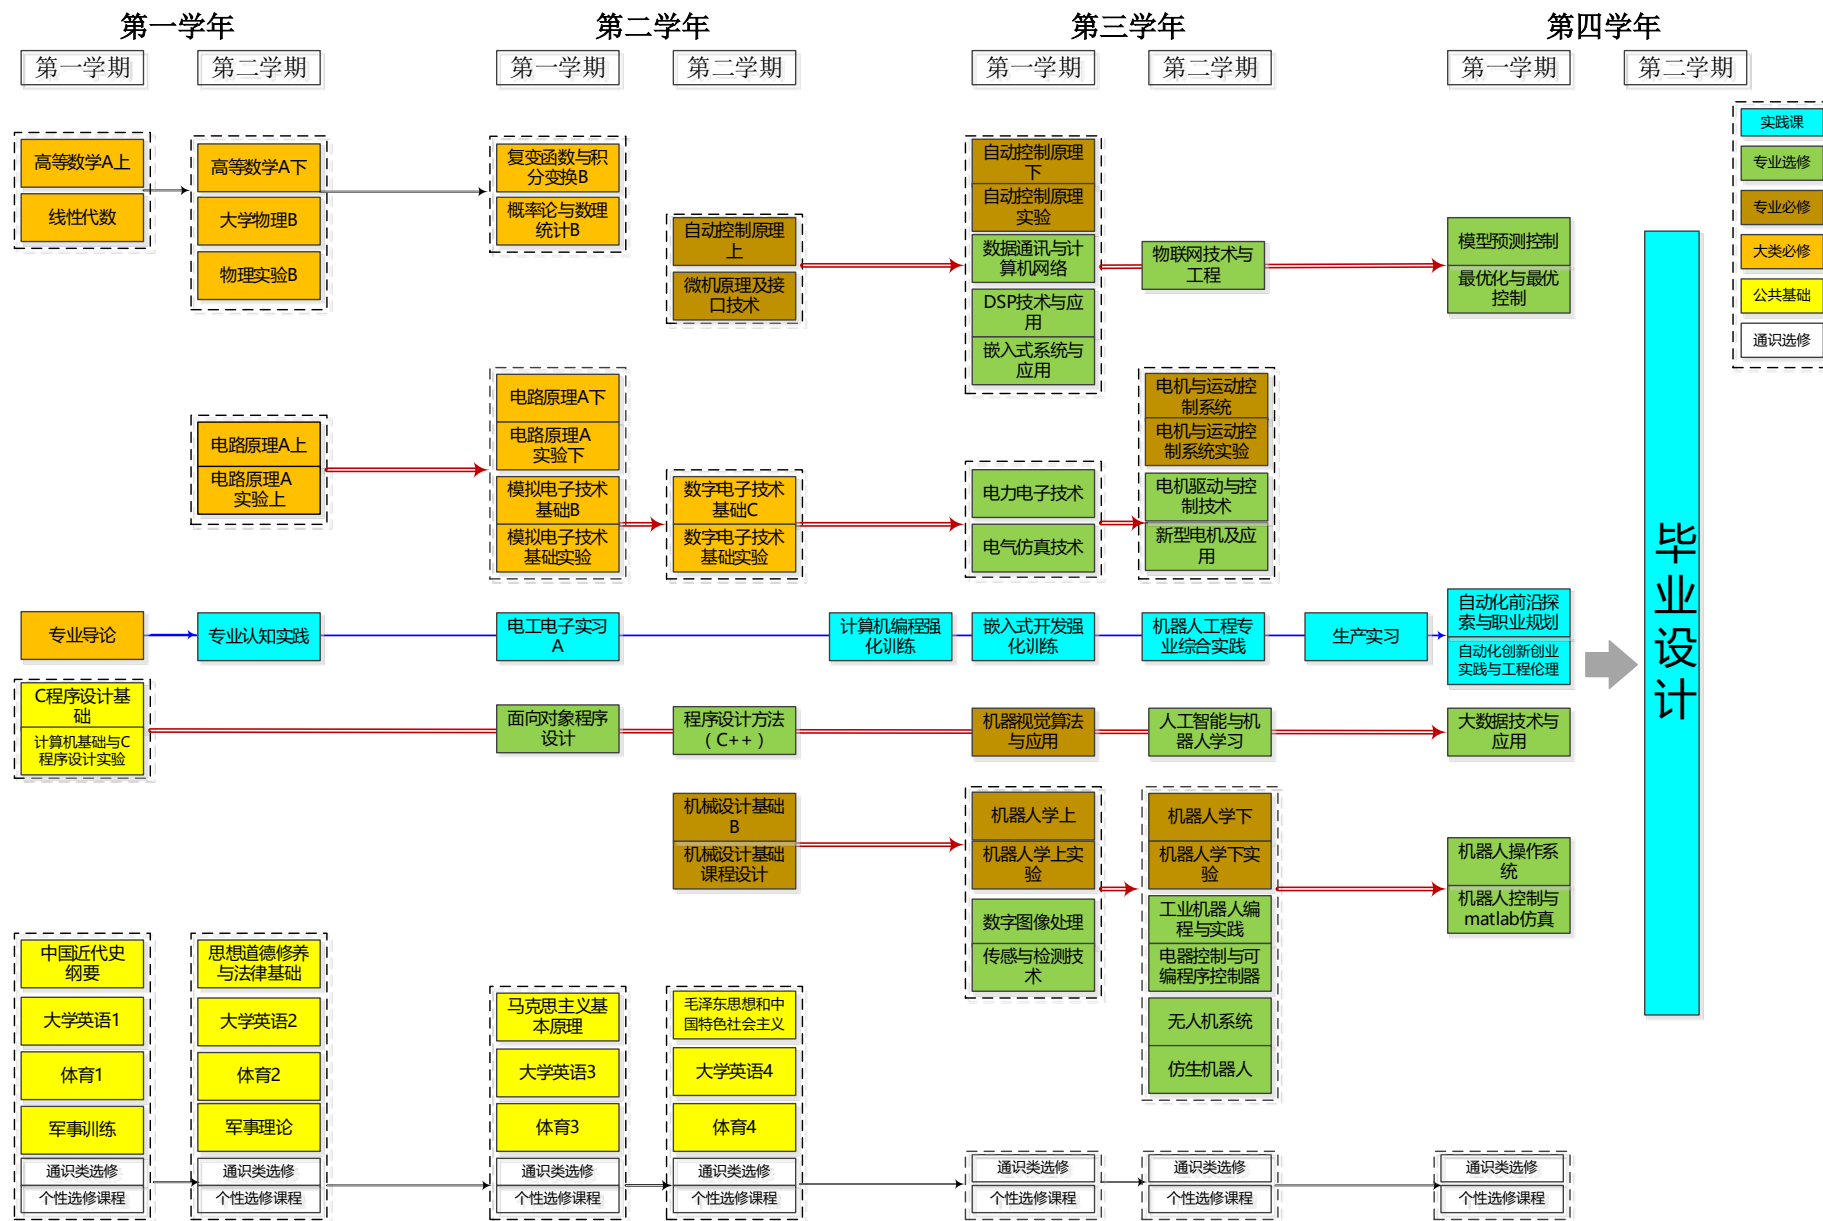 第一学年
第二学年
第三学年
第四学年
第一学期
第二学期
第一学期
第二学期
第一学期
第二学期
第一学期
第二学期
实践课
专业选修
专业必修
大类必修
公共基础
通识选修
高等数学A上
线性代数
高等数学A下
大学物理B
物理实验B
复变函数与积
分变换B
概率论与数理
统计B
自动控制原理
上
微机原理及接
口技术
自动控制原理
下
自动控制原理
实验
数据通讯与计
算机网络
DSP技术与应
用
嵌入式系统与
应用
物联网技术与
工程
模型预测控制
最优化与最优
控制
电路原理A上
电路原理A
实验上
电路原理A下
电路原理A
实验下
模拟电子技术
基础B
模拟电子技术
基础实验
数字电子技术
基础C
数字电子技术
基础实验
电力电子技术
电气仿真技术
电机与运动控
制系统
电机与运动控
制系统实验
电机驱动与控
制技术
新型电机及应
用
专业导论
专业认知实践
电工电子实习
A
计算机编程强
化训练
嵌入式开发强
化训练
机器人工程专
业综合实践
生产实习
自动化前沿探
索与职业规划
自动化创新创业
实践与工程伦理
毕业设计
C程序设计基
础
计算机基础与C
程序设计实验
面向对象程序
设计
程序设计方法
（C++）
机器视觉算法
与应用
人工智能与机
器人学习
大数据技术与
应用
机械设计基础
B
机械设计基础
课程设计
机器人学上
机器人学上实
验
数字图像处理
传感与检测技
术
机器人学下
机器人学下实
验
工业机器人编
程与实践
电器控制与可
编程序控制器
无人机系统
仿生机器人
机器人操作系
统
机器人控制与
matlab仿真
中国近代史
纲要
大学英语1
体育1
军事训练
通识类选修
个性选修课程
思想道德修养
与法律基础
大学英语2
体育2
军事理论
通识类选修
个性选修课程
马克思主义基
本原理
大学英语3
体育3
通识类选修
个性选修课程
毛泽东思想和中
国特色社会主义
大学英语4
体育4
通识类选修
个性选修课程
通识类选修
个性选修课程
通识类选修
个性选修课程
通识类选修
个性选修课程